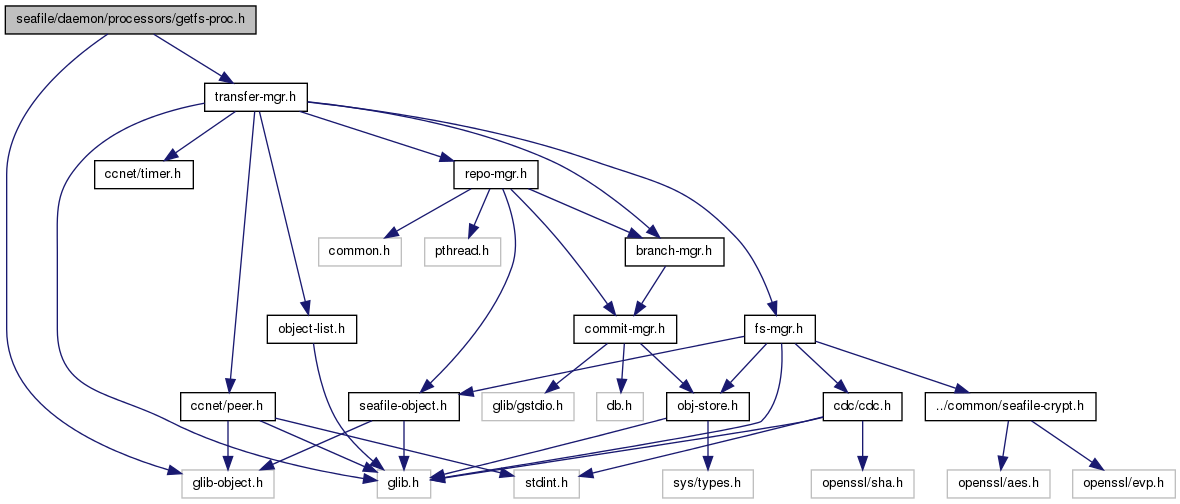 seafile/daemon/processors/getfs-proc.h
transfer-mgr.h
ccnet/timer.h
repo-mgr.h
common.h
pthread.h
branch-mgr.h
object-list.h
commit-mgr.h
fs-mgr.h
ccnet/peer.h
seafile-object.h
glib/gstdio.h
db.h
obj-store.h
cdc/cdc.h
../common/seafile-crypt.h
glib-object.h
glib.h
stdint.h
sys/types.h
openssl/sha.h
openssl/aes.h
openssl/evp.h